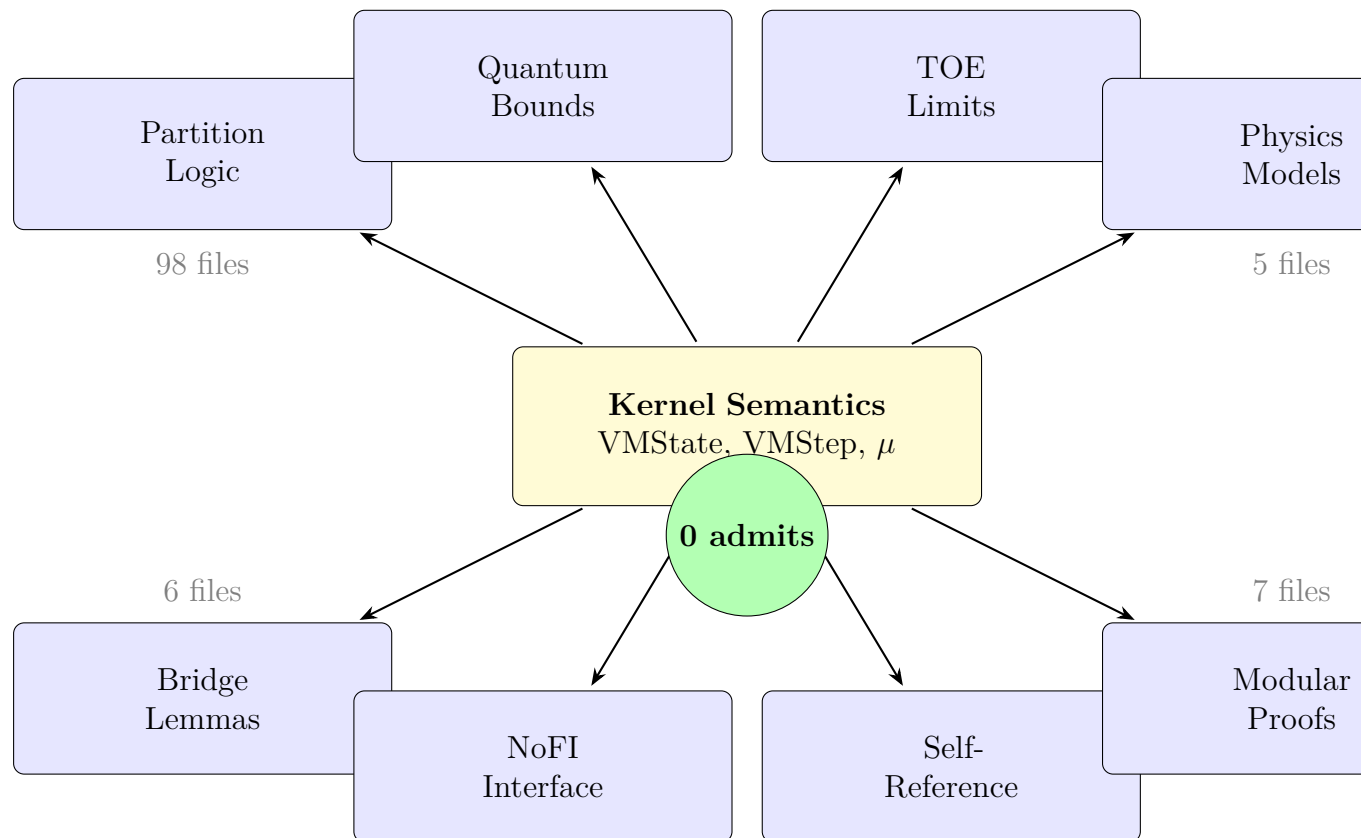 Quantum
Bounds
TOE
Limits
Partition
Logic
Physics
Models
98 files
5 files
Kernel Semantics
VMState, VMStep, μ
0 admits
6 files
7 files
Bridge
Lemmas
Modular
Proofs
NoFI
Interface
Self-
Reference